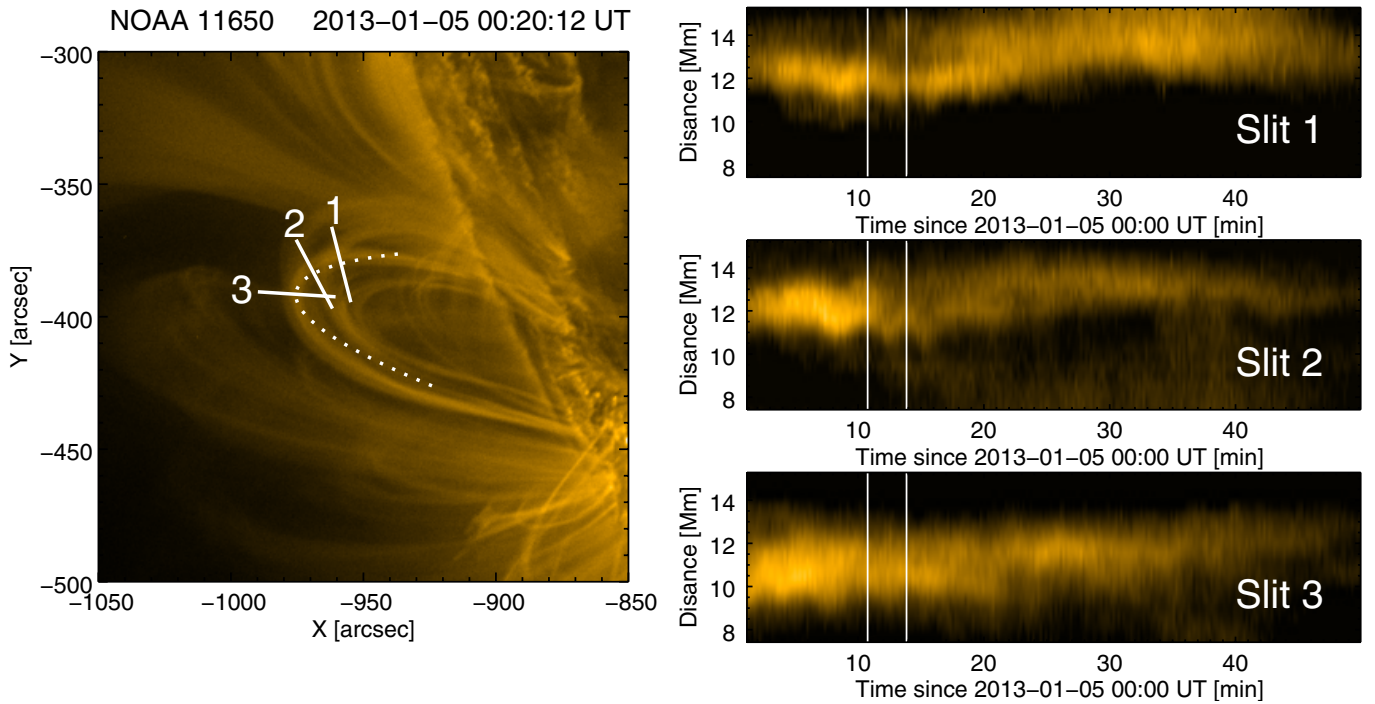 NOAA 11650 2013−01−05 00:20:12 UT
−300
−350
−400
−450
−500
Y [arcsec]
1
2
3
−1050 −1000 −950 −900 −850
X [arcsec]
14
12
10
8
Disance [Mm]
Slit 1
10 20 30 40
Time since 2013−01−05 00:00 UT [min]
14
12
10
8
Disance [Mm]
Slit 2
10 20 30 40
Time since 2013−01−05 00:00 UT [min]
14
12
10
8
Disance [Mm]
Slit 3
10 20 30 40
Time since 2013−01−05 00:00 UT [min]